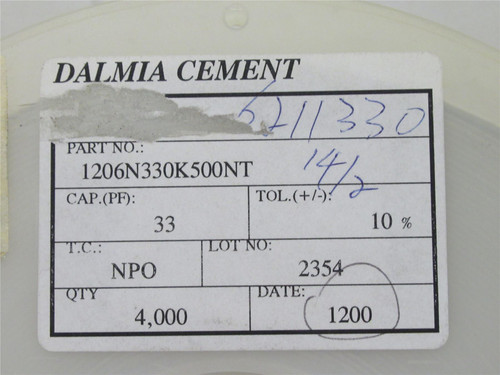 DALMIA CEMENT
6211330
PART NO.:
1206N330K500NT 14/2
CAP.(PF): TOL.(+/-):
33 10 %
T.C.: LOT NO:
NPO 2354
QTY DATE:
4,000 1200